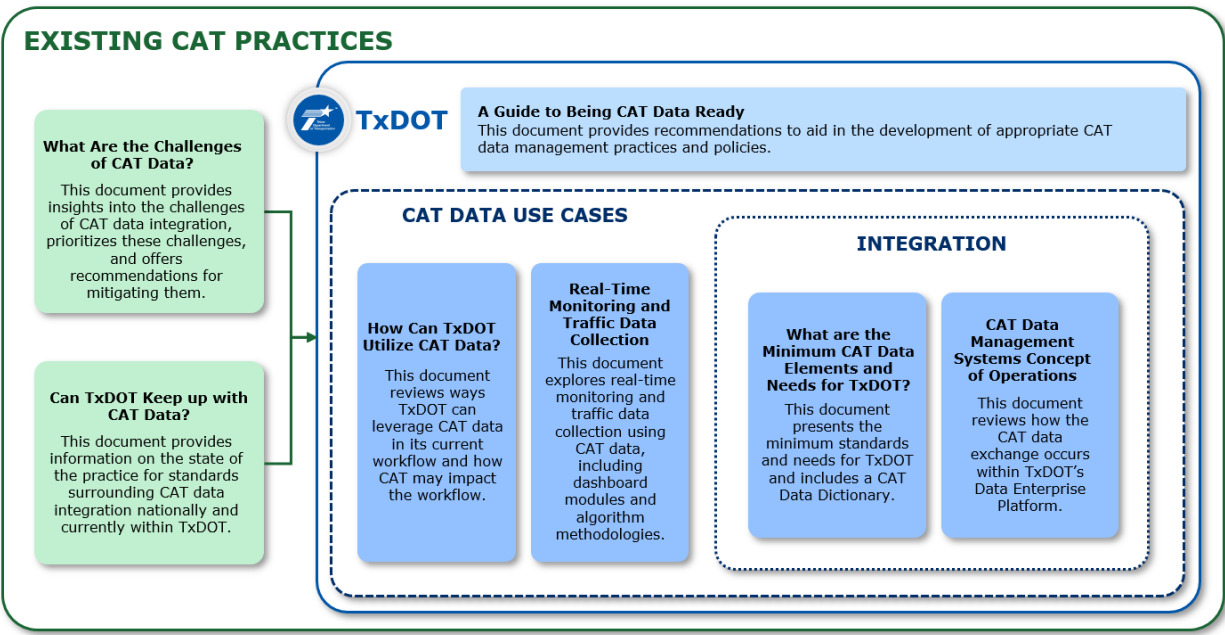 EXISTING CAT PRACTICES
What Are the Challenges
of CAT Data?
This document provides
insights into the challenges
of CAT data integration,
prioritizes these challenges,
and offers
recommendations for
mitigating them.
Can TxDOT Keep up with
CAT Data?
This document provides
information on the state of
the practice for standards
surrounding CAT data
integration nationally and
currently within TxDOT.
TxDOT
A Guide to Being CAT Data Ready
This document provides recommendations to aid in the development of appropriate CAT
data management practices and policies.
CAT DATA USE CASES
How Can TxDOT
Utilize CAT Data?
This document
reviews ways
TxDOT can
leverage CAT data
in its current
workflow and how
CAT may impact
the workflow.
Real-Time
Monitoring and
Traffic Data
Collection
This document
explores real-time
monitoring and
traffic data
collection using
CAT data,
including
dashboard
modules and
algorithm
methodologies.
INTEGRATION
What are the
Minimum CAT Data
Elements and
Needs for TxDOT?
This document
presents the
minimum standards
and needs for TxDOT
and includes a CAT
Data Dictionary.
CAT Data
Management
Systems Concept
of Operations
This document
reviews how the
CAT data
exchange occurs
within TxDOT’s
Data Enterprise
Platform.